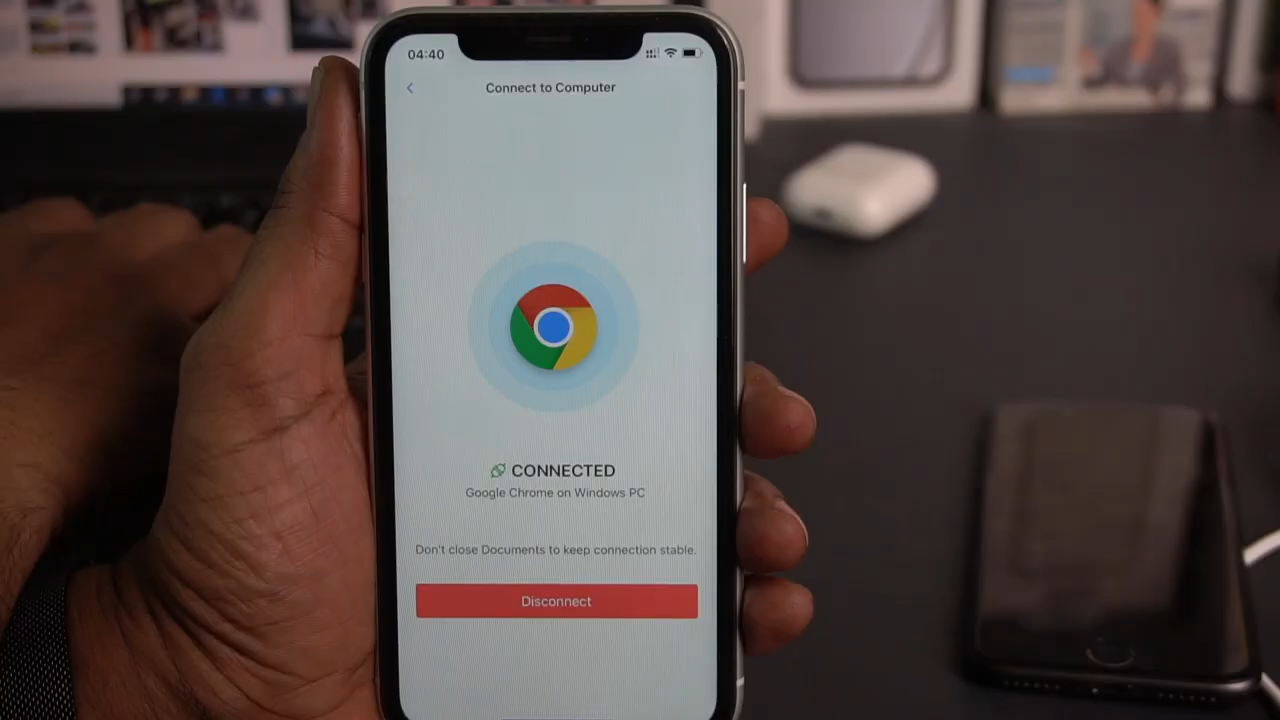 04:40
Connect to Computer
CONNECTED
Google Chrome on Windows PC
Don't close Documents to keep connection stable.
Disconnect